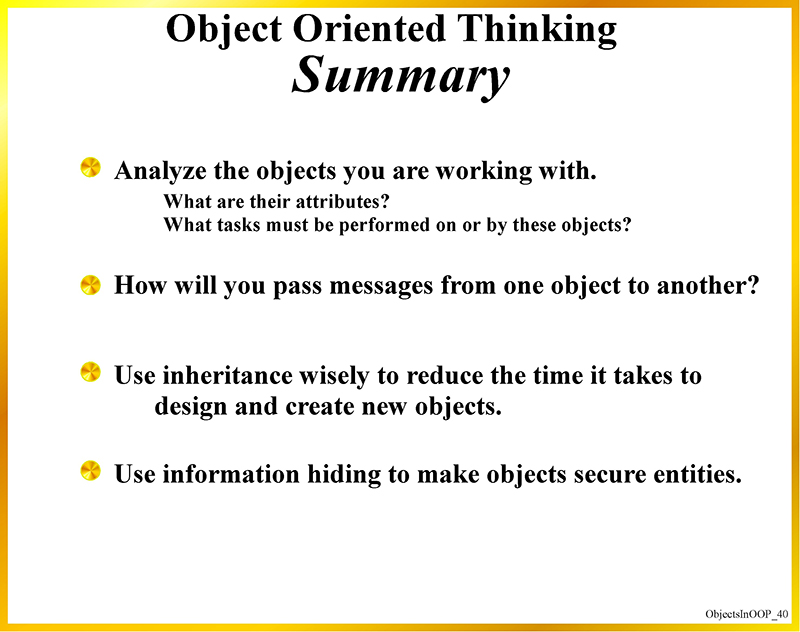 Object Oriented Thinking
Summary
Analyze the objects you are working with.
What are their attributes?
What tasks must be performed on or by these objects?
How will you pass messages from one object to another?
Use inheritance wisely to reduce the time it takes to
design and create new objects.
Use information hiding to make objects secure entities.
ObjectsInOOP_40